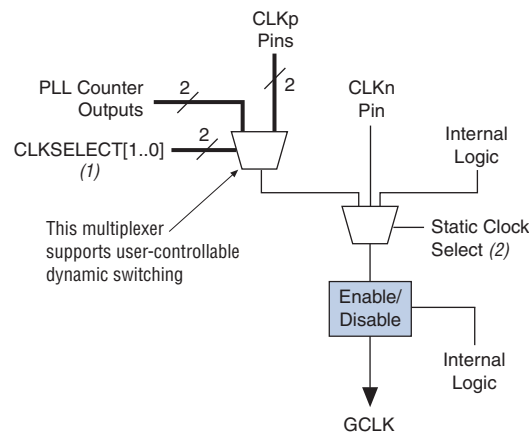 CLKp
Pins
PLL Counter
Outputs
2
2
CLKn
Pin
CLKSELECT[1..0]
(1)
2
Internal
Logic
This multiplexer
supports user-controllable
dynamic switching
Static Clock
Select (2)
Enable/
Disable
Internal
Logic
GCLK